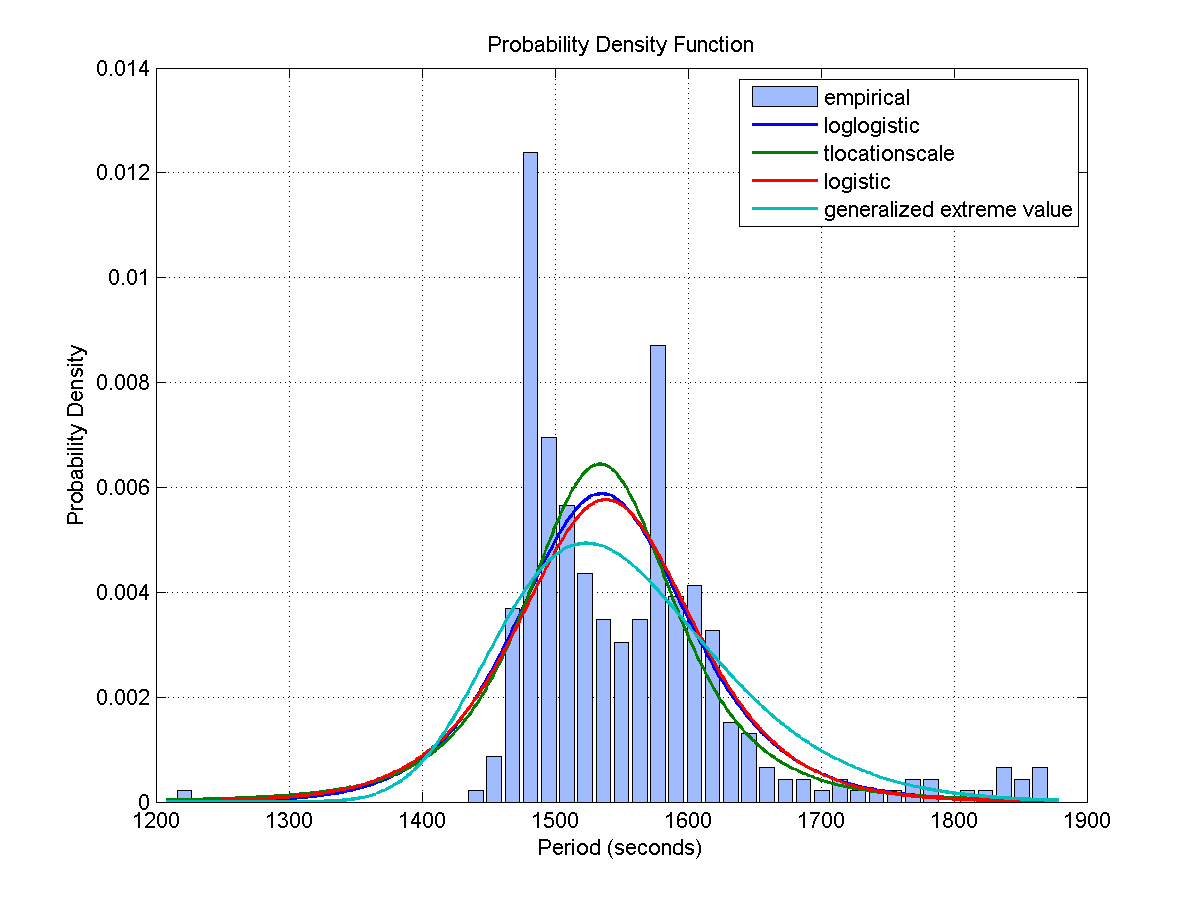 Probability Density Function
0.014
0.012
0.01
0.008
0.006
0.004
0.002
0
Probability Density
empirical
loglogistic
tlocationscale
logistic
generalized extreme value
1200 1300 1400 1500 1600 1700 1800 1900
Period (seconds)